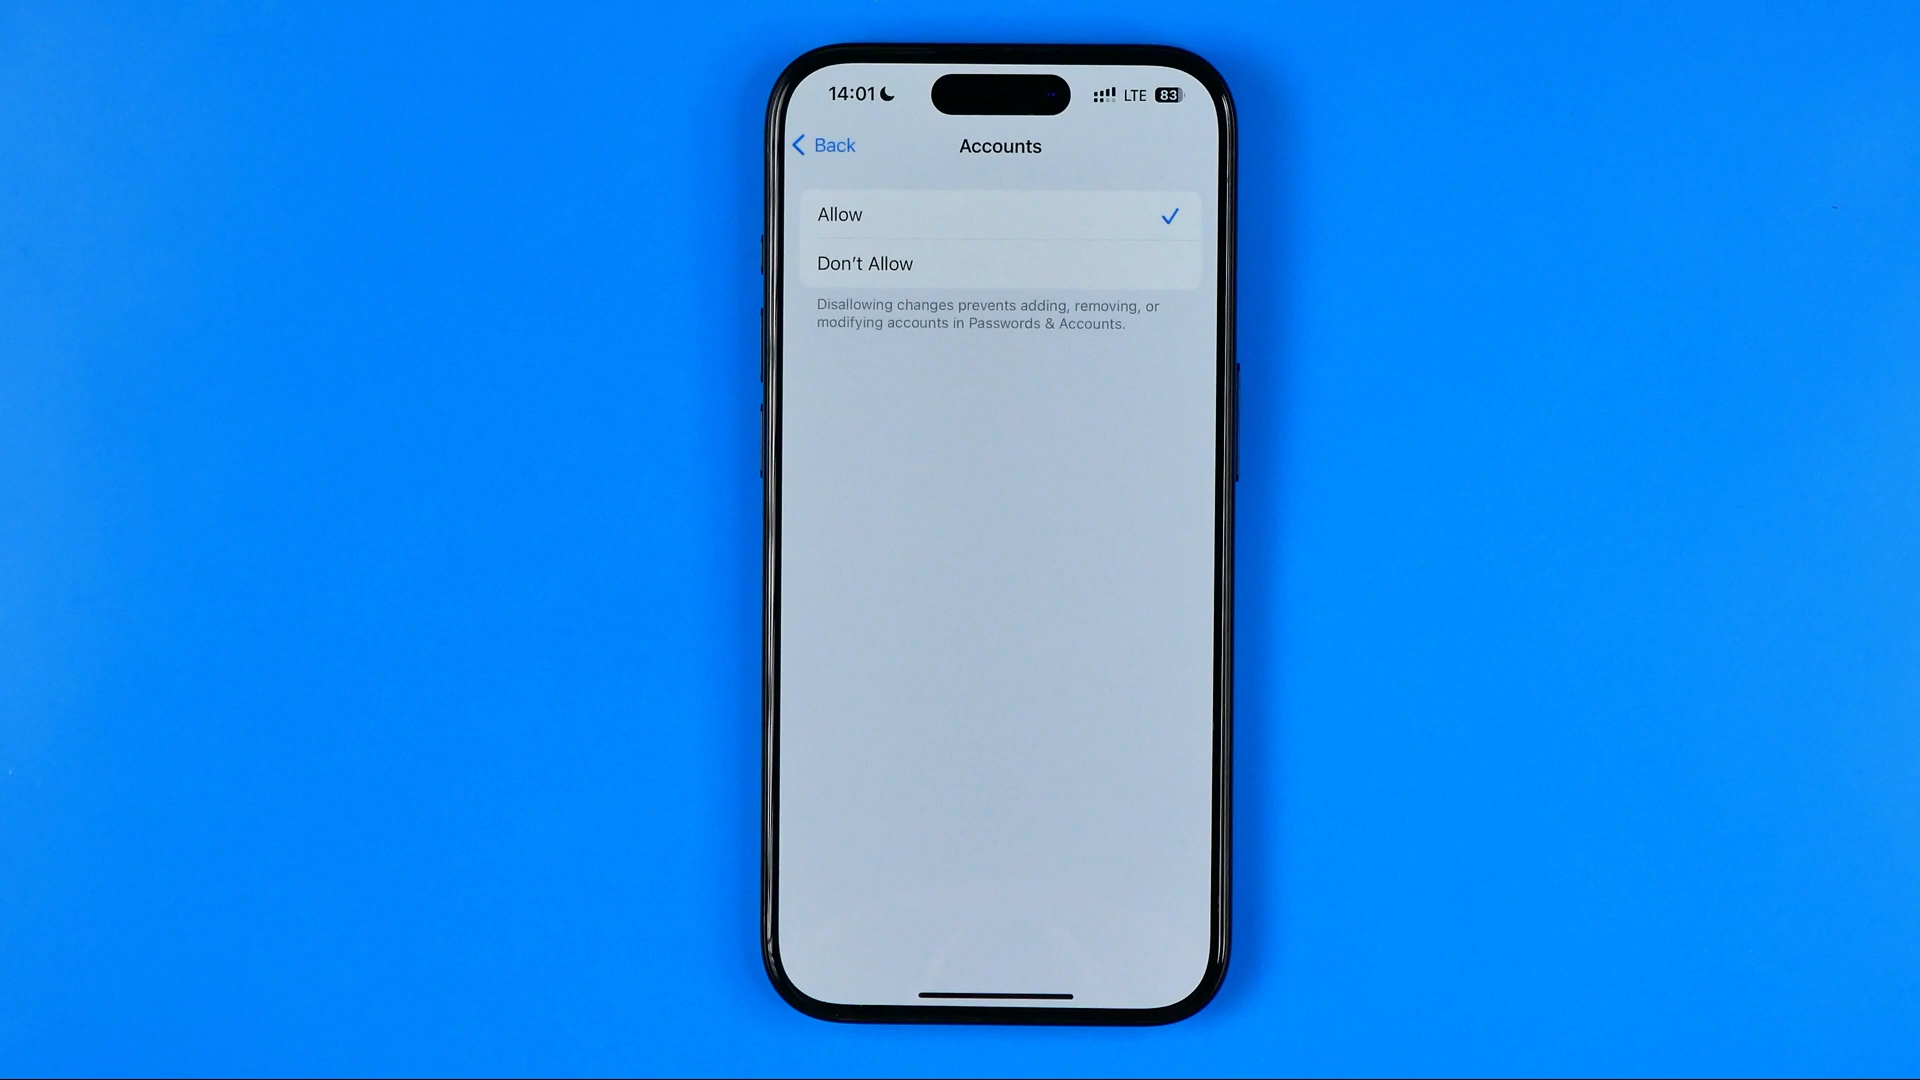 14:01 LTE 83
Back Accounts
Allow
Don't Allow
Disallowing changes prevents adding, removing, or
modifying accounts in Passwords & Accounts.